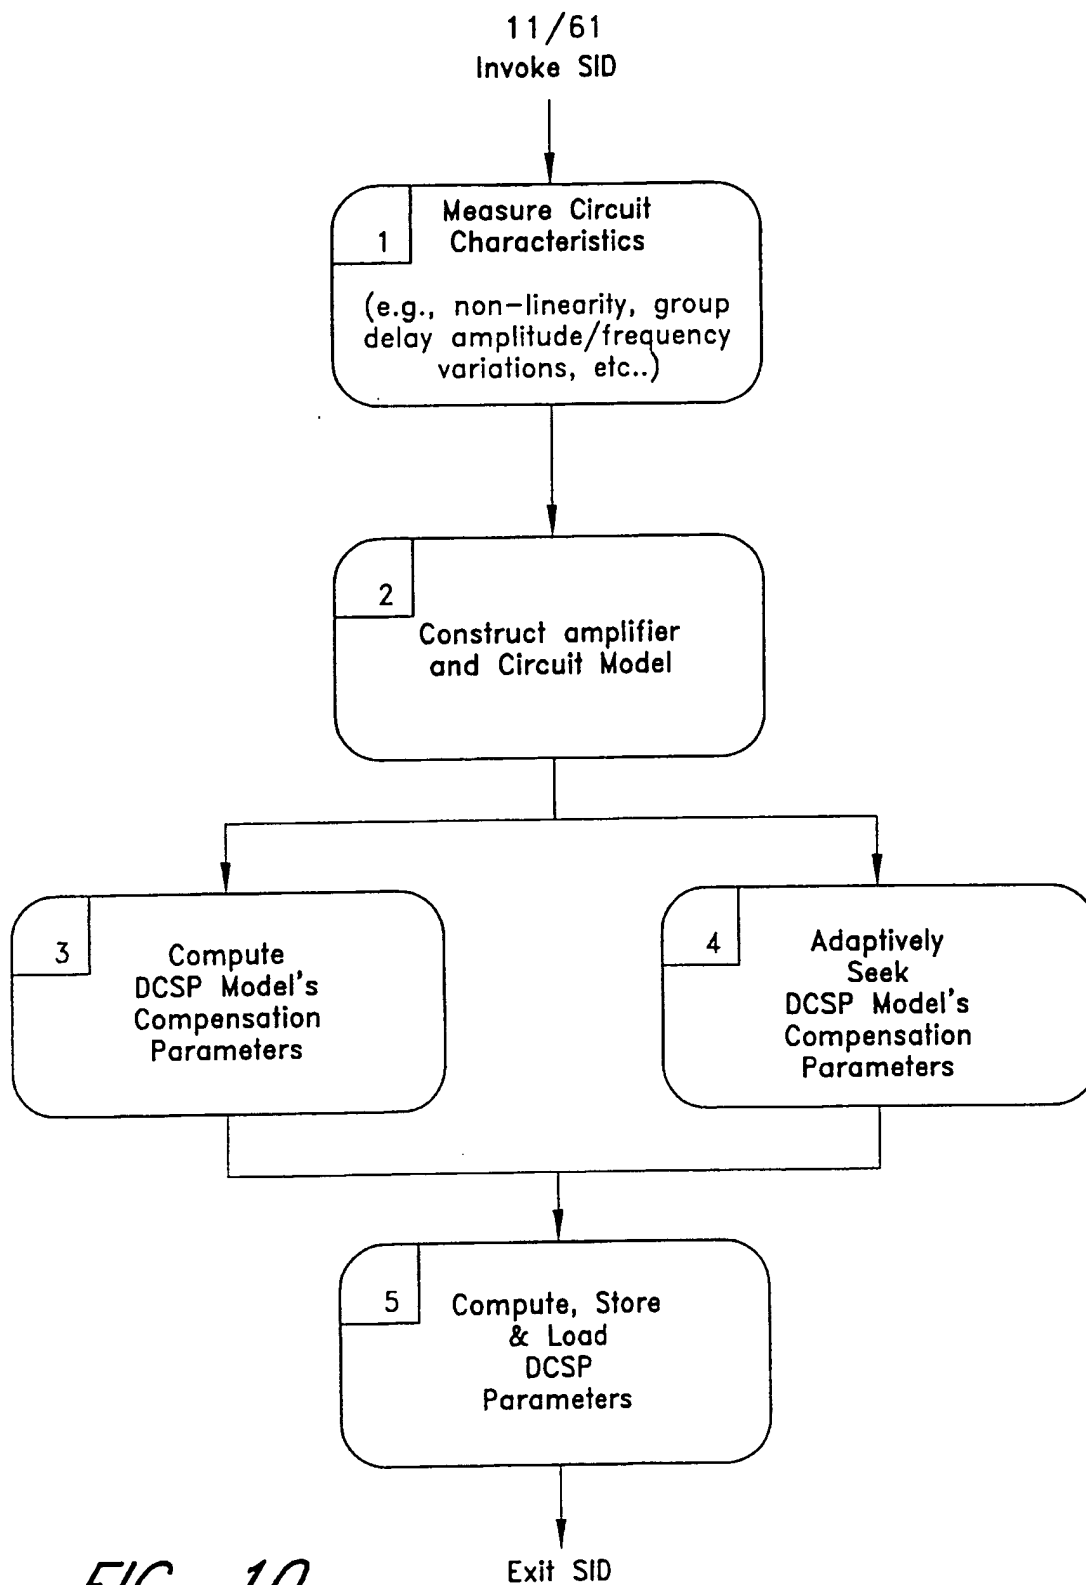 11/61
Invoke SID
1
Measure Circuit
Characteristics
(e.g., non-linearity, group
delay amplitude/frequency
variations, etc..)
2
Construct amplifier
and Circuit Model
3
Compute
DCSP Model's
Compensation
Parameters
4
Adaptively
Seek
DCSP Model's
Compensation
Parameters
5
Compute, Store
& Load
DCSP
Parameters
Exit SID
FIG. 10